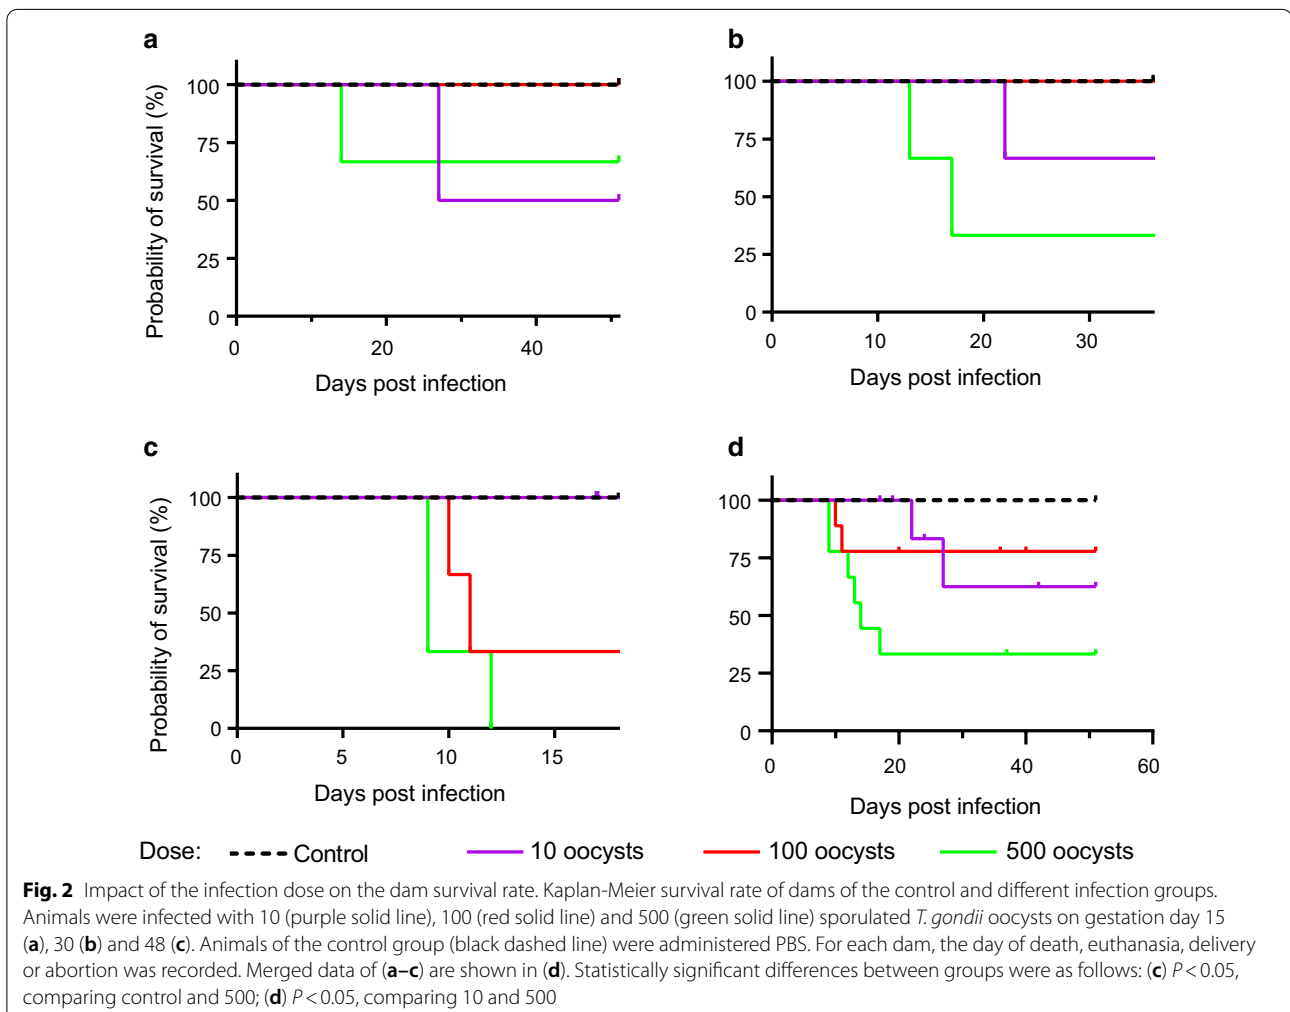 a
b
100
75
50
25
0
Probability of survival (%)
0
20
40
Days post infection
100
75
50
25
0
0
10
20
30
Days post infection
c
d
100
75
50
25
0
Probability of survival (%)
0
5
10
15
Days post infection
100
75
50
25
0
0
20
40
60
Days post infection
Dose: Control 10 oocysts 100 oocysts 500 oocysts
Fig. 2 Impact of the infection dose on the dam survival rate. Kaplan-Meier survival rate of dams of the control and different infection groups.
Animals were infected with 10 (purple solid line), 100 (red solid line) and 500 (green solid line) sporulated T. gondii oocysts on gestation day 15
(a), 30 (b) and 48 (c). Animals of the control group (black dashed line) were administered PBS. For each dam, the day of death, euthanasia, delivery
or abortion was recorded. Merged data of (a–c) are shown in (d). Statistically significant differences between groups were as follows: (c) P < 0.05,
comparing control and 500; (d) P < 0.05, comparing 10 and 500